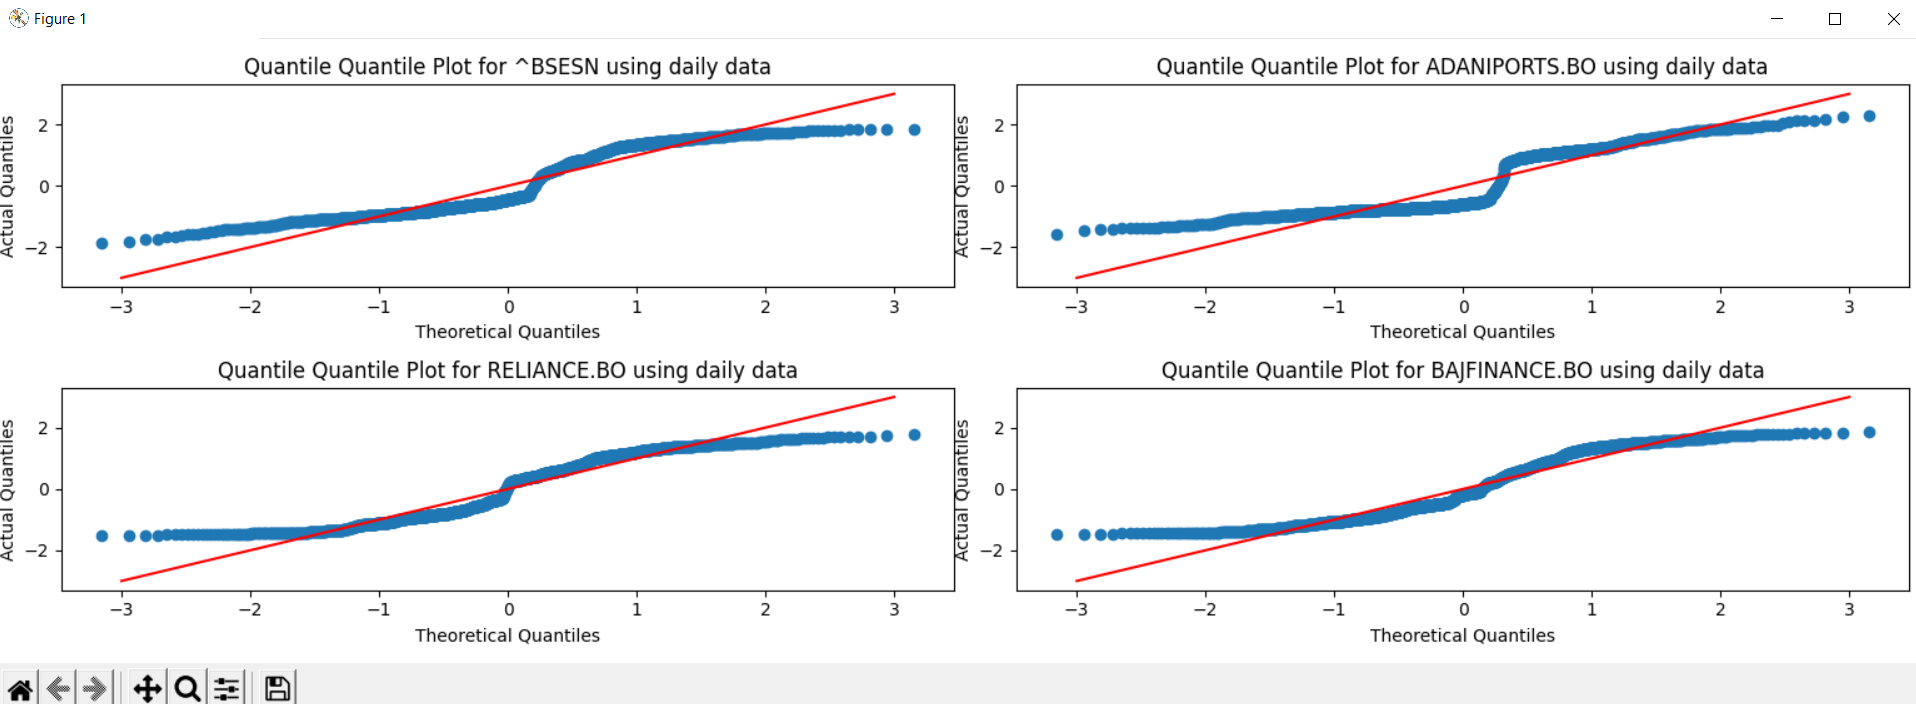 Figure 1
Quantile Quantile Plot for ^BSESN using daily data
Actual Quantiles
2
0
−2
−3 −2 −1 0 1 2 3
Theoretical Quantiles
Quantile Quantile Plot for ADANIPORTS.BO using daily data
Actual Quantiles
2
0
−2
−3 −2 −1 0 1 2 3
Theoretical Quantiles
Quantile Quantile Plot for RELIANCE.BO using daily data
Actual Quantiles
2
0
−2
−3 −2 −1 0 1 2 3
Theoretical Quantiles
Quantile Quantile Plot for BAJFINANCE.BO using daily data
Actual Quantiles
2
0
−2
−3 −2 −1 0 1 2 3
Theoretical Quantiles